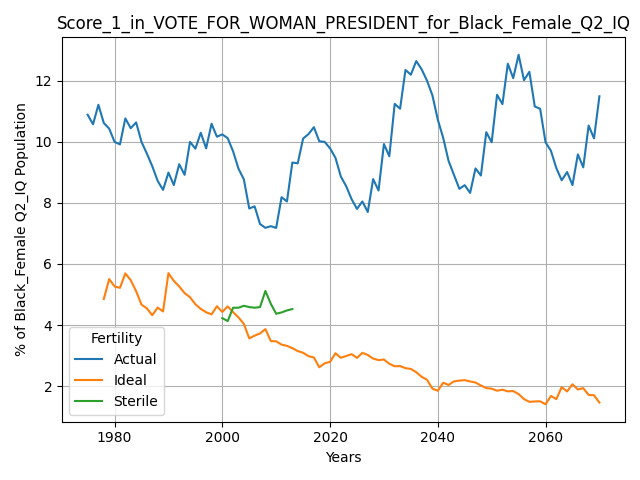 Score_1_in_VOTE_FOR_WOMAN_PRESIDENT_for_Black_Female_Q2_IQ
% of Black_Female Q2_IQ Population
12
10
8
6
4
2
Fertility
Actual
Ideal
Sterile
1980 2000 2020 2040 2060
Years